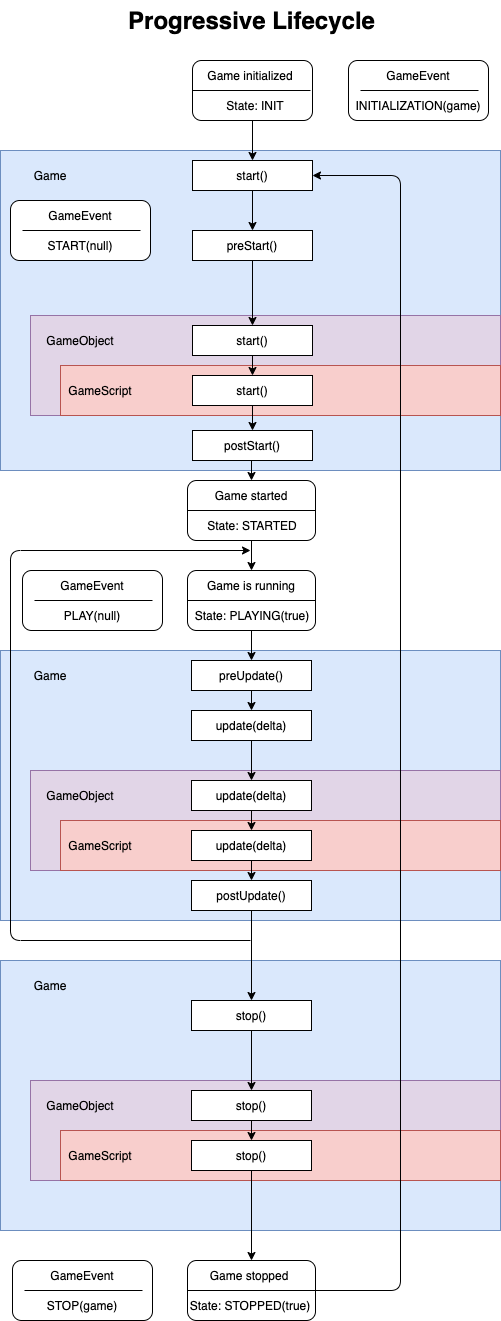 Progressive Lifecycle
Game initialized
State: INIT
GameEvent
INITIALIZATION(game)
Game
start()
GameEvent
START(null)
preStart()
GameObject
start()
GameScript
start()
postStart()
Game started
State: STARTED
GameEvent
PLAY(null)
Game is running
State: PLAYING(true)
Game
preUpdate()
update(delta)
GameObject
update(delta)
GameScript
update(delta)
postUpdate()
Game
stop()
GameObject
stop()
GameScript
stop()
GameEvent
STOP(game)
Game stopped
State: STOPPED(true)